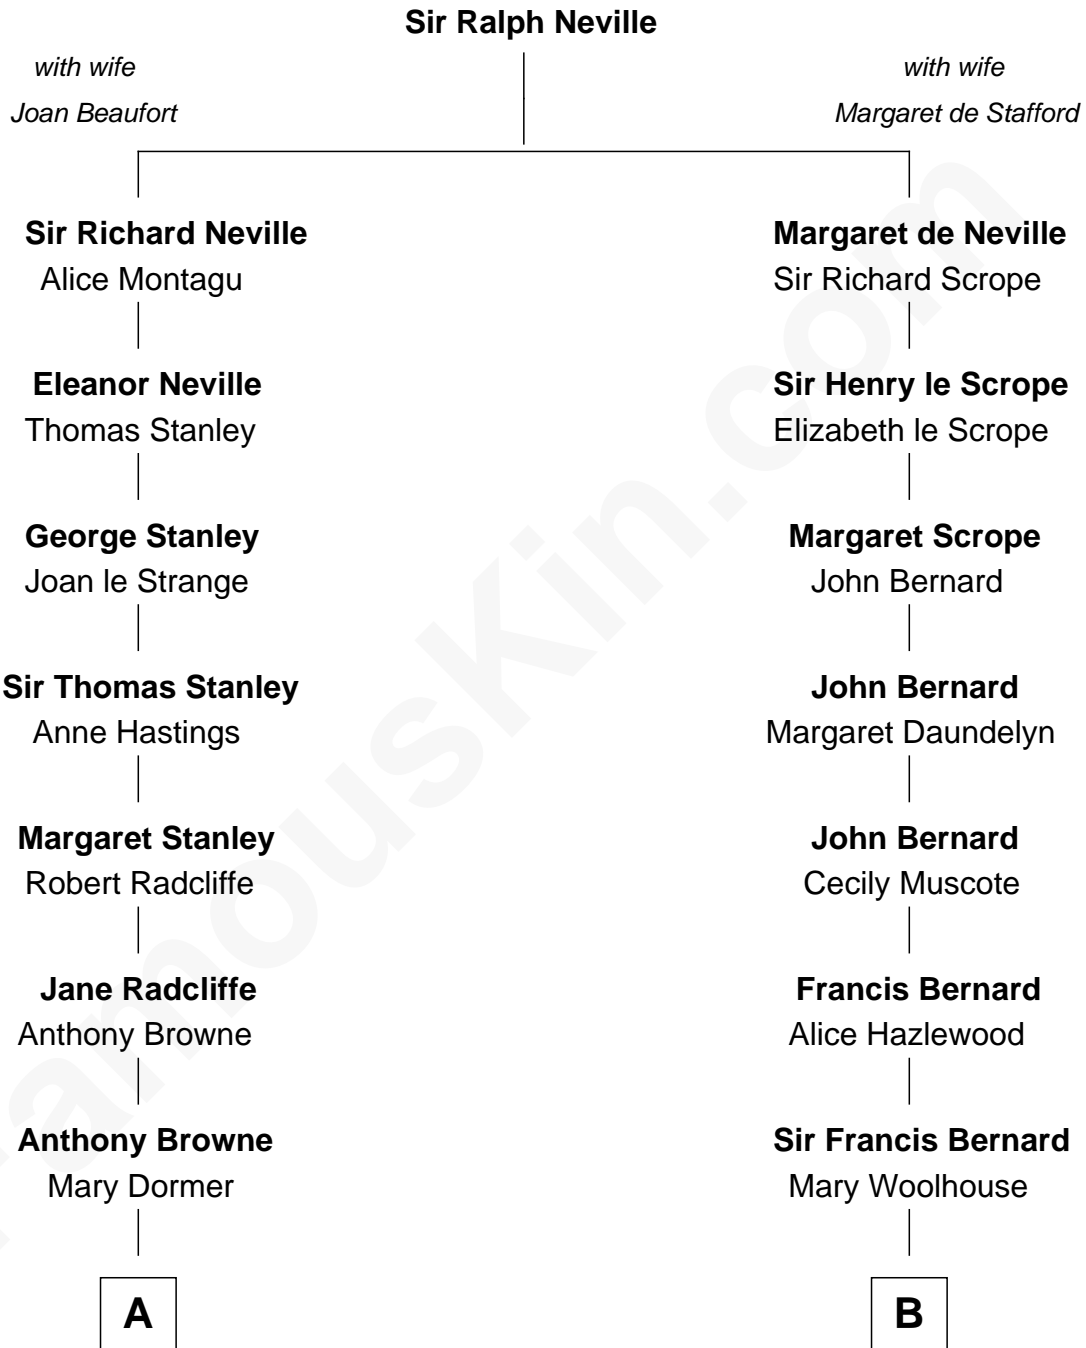 Sir Ralph Neville
with wife
Joan Beaufort
with wife
Margaret de Stafford
Sir Richard Neville
Alice Montagu
Margaret de Neville
Sir Richard Scrope
Eleanor Neville
Thomas Stanley
Sir Henry le Scrope
Elizabeth le Scrope
George Stanley
Joan le Strange
Margaret Scrope
John Bernard
Sir Thomas Stanley
Anne Hastings
John Bernard
Margaret Daundelyn
Margaret Stanley
Robert Radcliffe
John Bernard
Cecily Muscote
Jane Radcliffe
Anthony Browne
Francis Bernard
Alice Hazlewood
Anthony Browne
Mary Dormer
Sir Francis Bernard
Mary Woolhouse
A
B
FamousKin.com